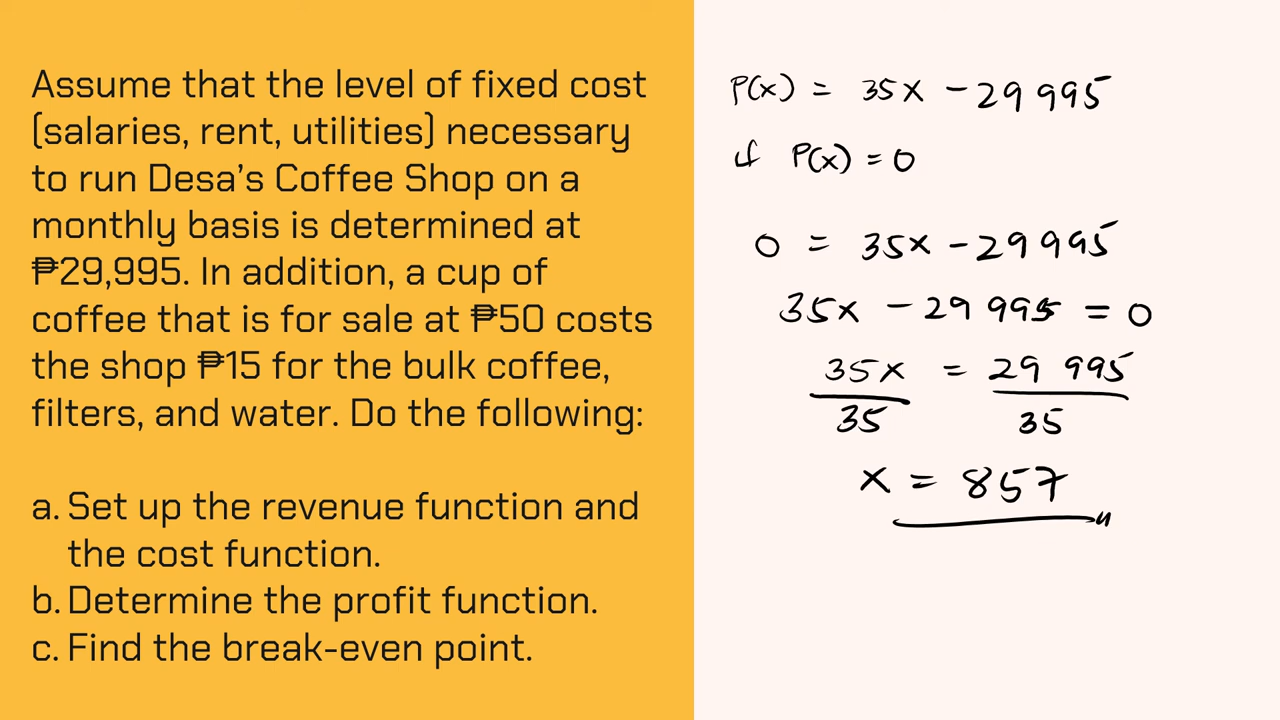 Assume that the level of fixed cost
(salaries, rent, utilities) necessary
to run Desa's Coffee Shop on a
monthly basis is determined at
₱29,995. In addition, a cup of
coffee that is for sale at ₱50 costs
the shop ₱15 for the bulk coffee,
filters, and water. Do the following:
a. Set up the revenue function and
the cost function.
b. Determine the profit function.
c. Find the break-even point.
P(x) = 35x - 29 995
if P(x) = 0
0 = 35x - 29 995
35x - 29 995 = 0
35x = 29 995
35 35
x = 857